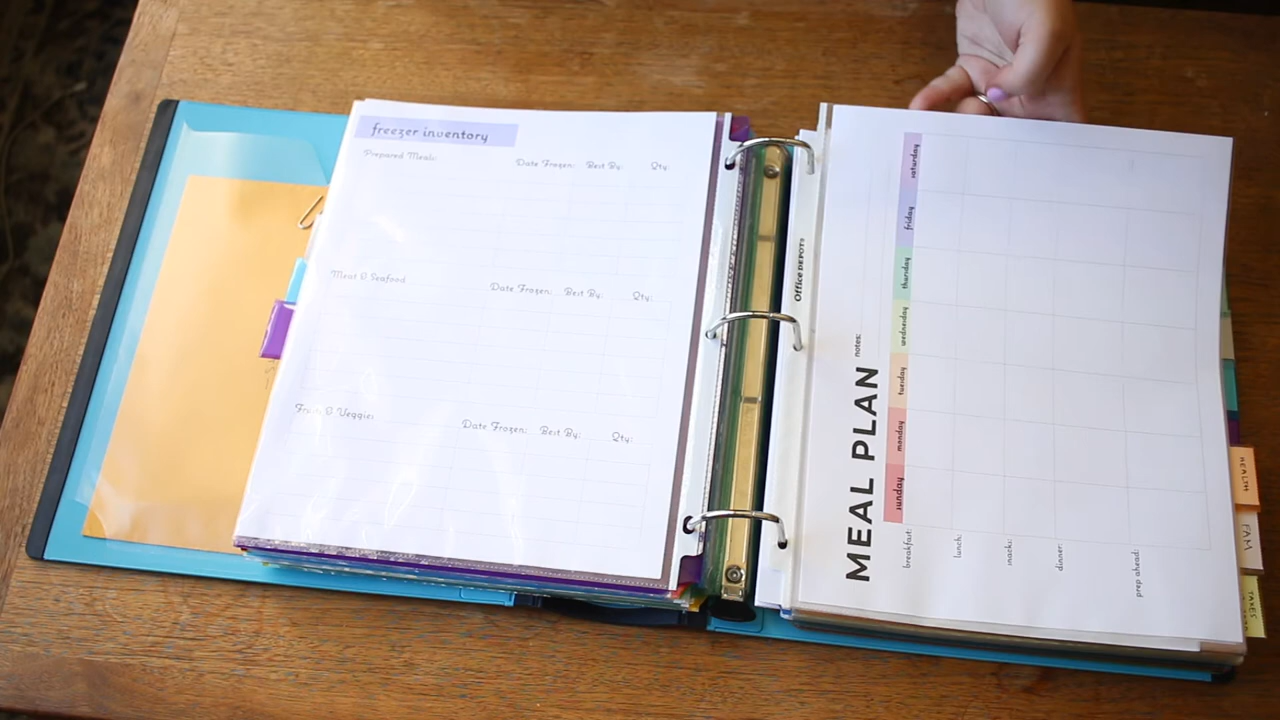 freezer inventory
Prepared Meals:
Date Frozen: Best By: Qty:
Meat & Seafood
Date Frozen: Best By: Qty:
Fruits & Veggies
Date Frozen: Best By: Qty:
Office DEPOT
MEAL PLAN
notes:
sunday monday tuesday wednesday thursday friday saturday
breakfast:
lunch:
snacks:
dinner:
prep ahead:
HEALTH
FAM
TAXES